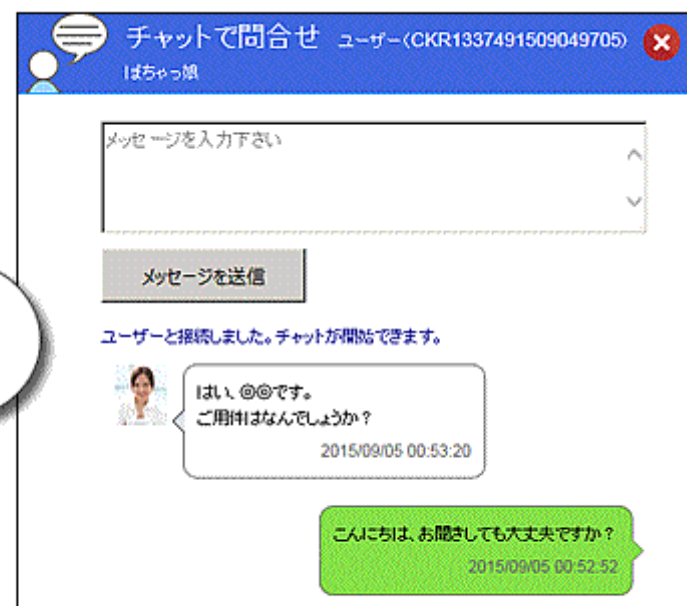 チャットで問合せ ユーザー(CKR1337491509049705)
ぱちゃっ娘
メッセージを入力下さい
メッセージを送信
ユーザーと接続しました。チャットが開始できます。
はい、◎◎です。
ご用件はなんでしょうか？
2015/09/05 00:53:20
こんにちは、お聞きしても大丈夫ですか？
2015/09/05 00:52:52